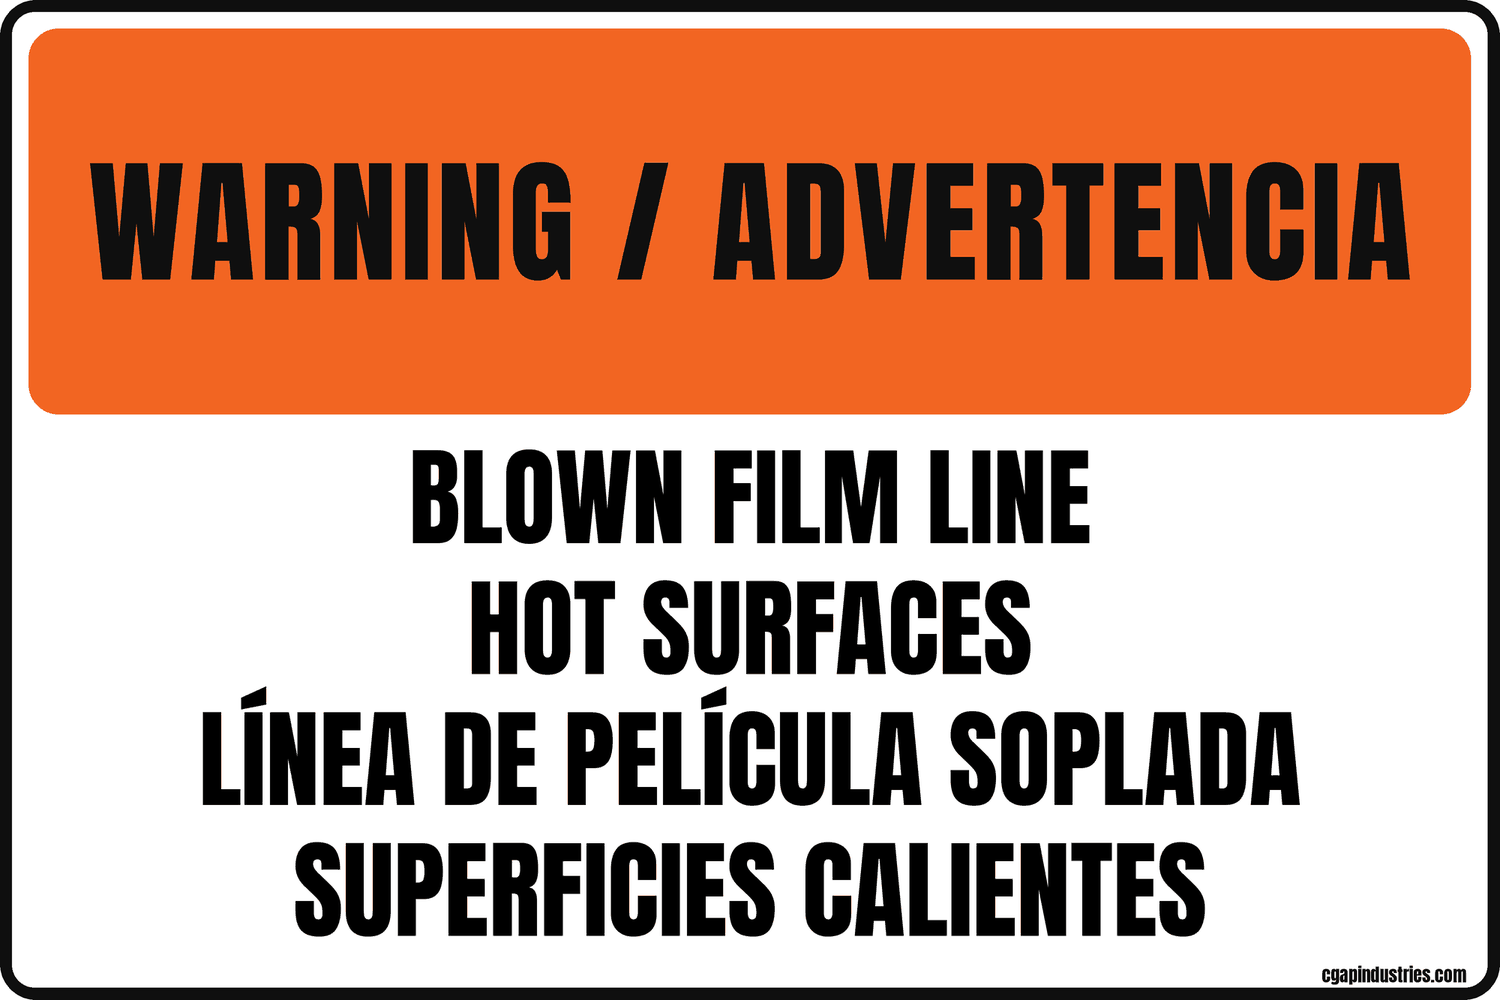 WARNING / ADVERTENCIA
BLOWN FILM LINE
HOT SURFACES
LÍNEA DE PELÍCULA SOPLADA
SUPERFICIES CALIENTES
cgapindustries.com